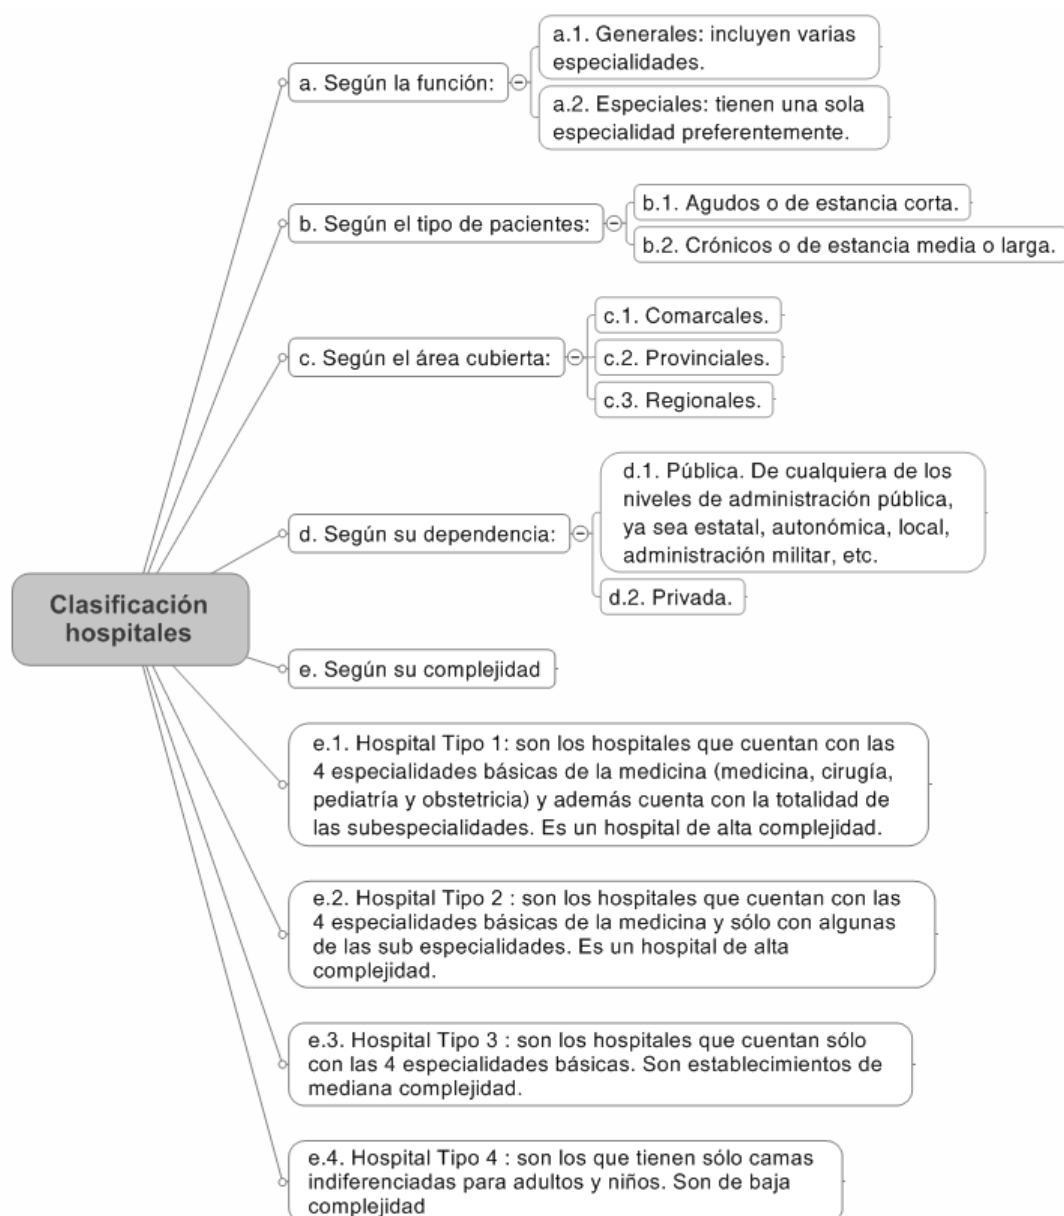 a. Según la función:
a.1. Generales: incluyen varias
especialidades.
a.2. Especiales: tienen una sola
especialidad preferentemente.
b. Según el tipo de pacientes:
b.1. Agudos o de estancia corta.
b.2. Crónicos o de estancia media o larga.
c. Según el área cubierta:
c.1. Comarcales.
c.2. Provinciales.
c.3. Regionales.
d. Según su dependencia:
d.1. Pública. De cualquiera de los
niveles de administración pública,
ya sea estatal, autonómica, local,
administración militar, etc.
d.2. Privada.
Clasificación
hospitales
e. Según su complejidad
e.1. Hospital Tipo 1: son los hospitales que cuentan con las
4 especialidades básicas de la medicina (medicina, cirugía,
pediatría y obstetricia) y además cuenta con la totalidad de
las subespecialidades. Es un hospital de alta complejidad.
e.2. Hospital Tipo 2 : son los hospitales que cuentan con las
4 especialidades básicas de la medicina y sólo con algunas
de las sub especialidades. Es un hospital de alta
complejidad.
e.3. Hospital Tipo 3 : son los hospitales que cuentan sólo
con las 4 especialidades básicas. Son establecimientos de
mediana complejidad.
e.4. Hospital Tipo 4 : son los que tienen sólo camas
indiferenciadas para adultos y niños. Son de baja
complejidad